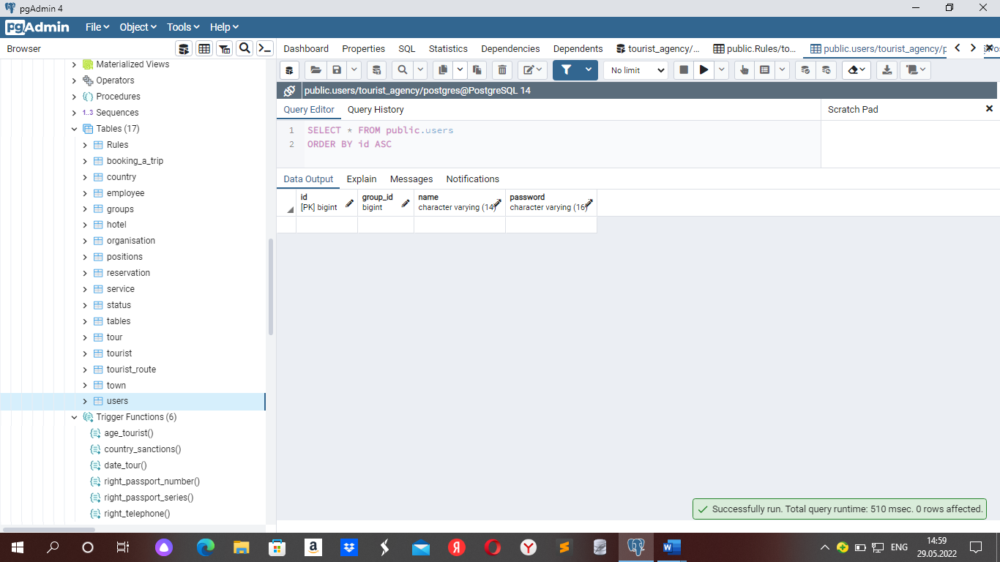 pgAdmin 4
pgAdmin File Object Tools Help
Browser
Dashboard Properties SQL Statistics Dependencies Dependents tourist_agency/... public.Rules/to... public.users/tourist_agency/p
No limit
public.users/tourist_agency/postgres@PostgreSQL 14
Query Editor Query History
Scratch Pad
1 SELECT * FROM public.users
2 ORDER BY id ASC
Data Output Explain Messages Notifications
id
[PK] bigint
group_id
bigint
name
character varying (14)
password
character varying (16)
Materialized Views
Operators
Procedures
1..3 Sequences
Tables (17)
Rules
booking_a_trip
country
employee
groups
hotel
organisation
positions
reservation
service
status
tables
tour
tourist
tourist_route
town
users
Trigger Functions (6)
age_tourist()
country_sanctions()
date_tour()
right_passport_number()
right_passport_series()
right_telephone()
Successfully run. Total query runtime: 510 msec. 0 rows affected.
ENG
14:59
29.05.2022